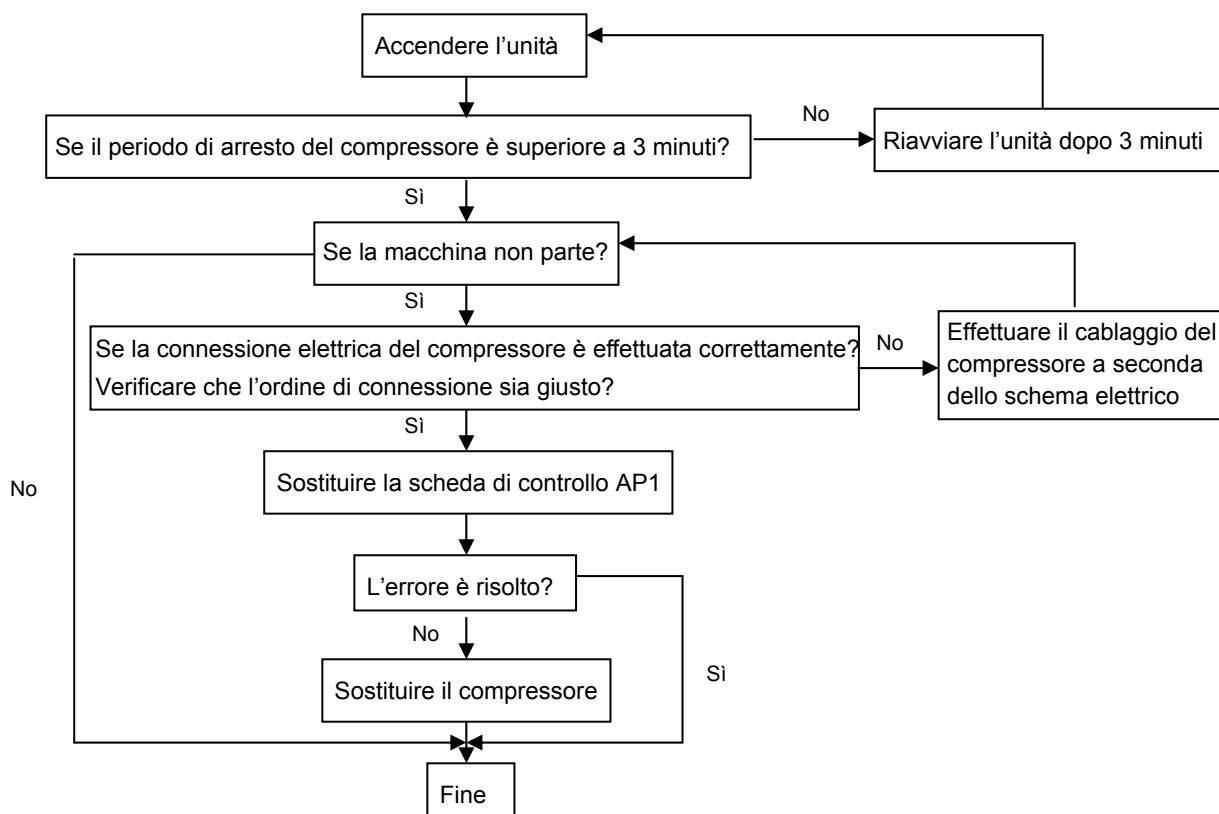 Accendere l’unità
No
Se il periodo di arresto del compressore è superiore a 3 minuti?
Riavviare l’unità dopo 3 minuti
Sì
Se la macchina non parte?
Sì
Se la connessione elettrica del compressore è effettuata correttamente?
Verificare che l’ordine di connessione sia giusto?
No
Effettuare il cablaggio del
compressore a seconda
dello schema elettrico
Sì
Sostituire la scheda di controllo AP1
No
L’errore è risolto?
No
Sì
Sostituire il compressore
Fine